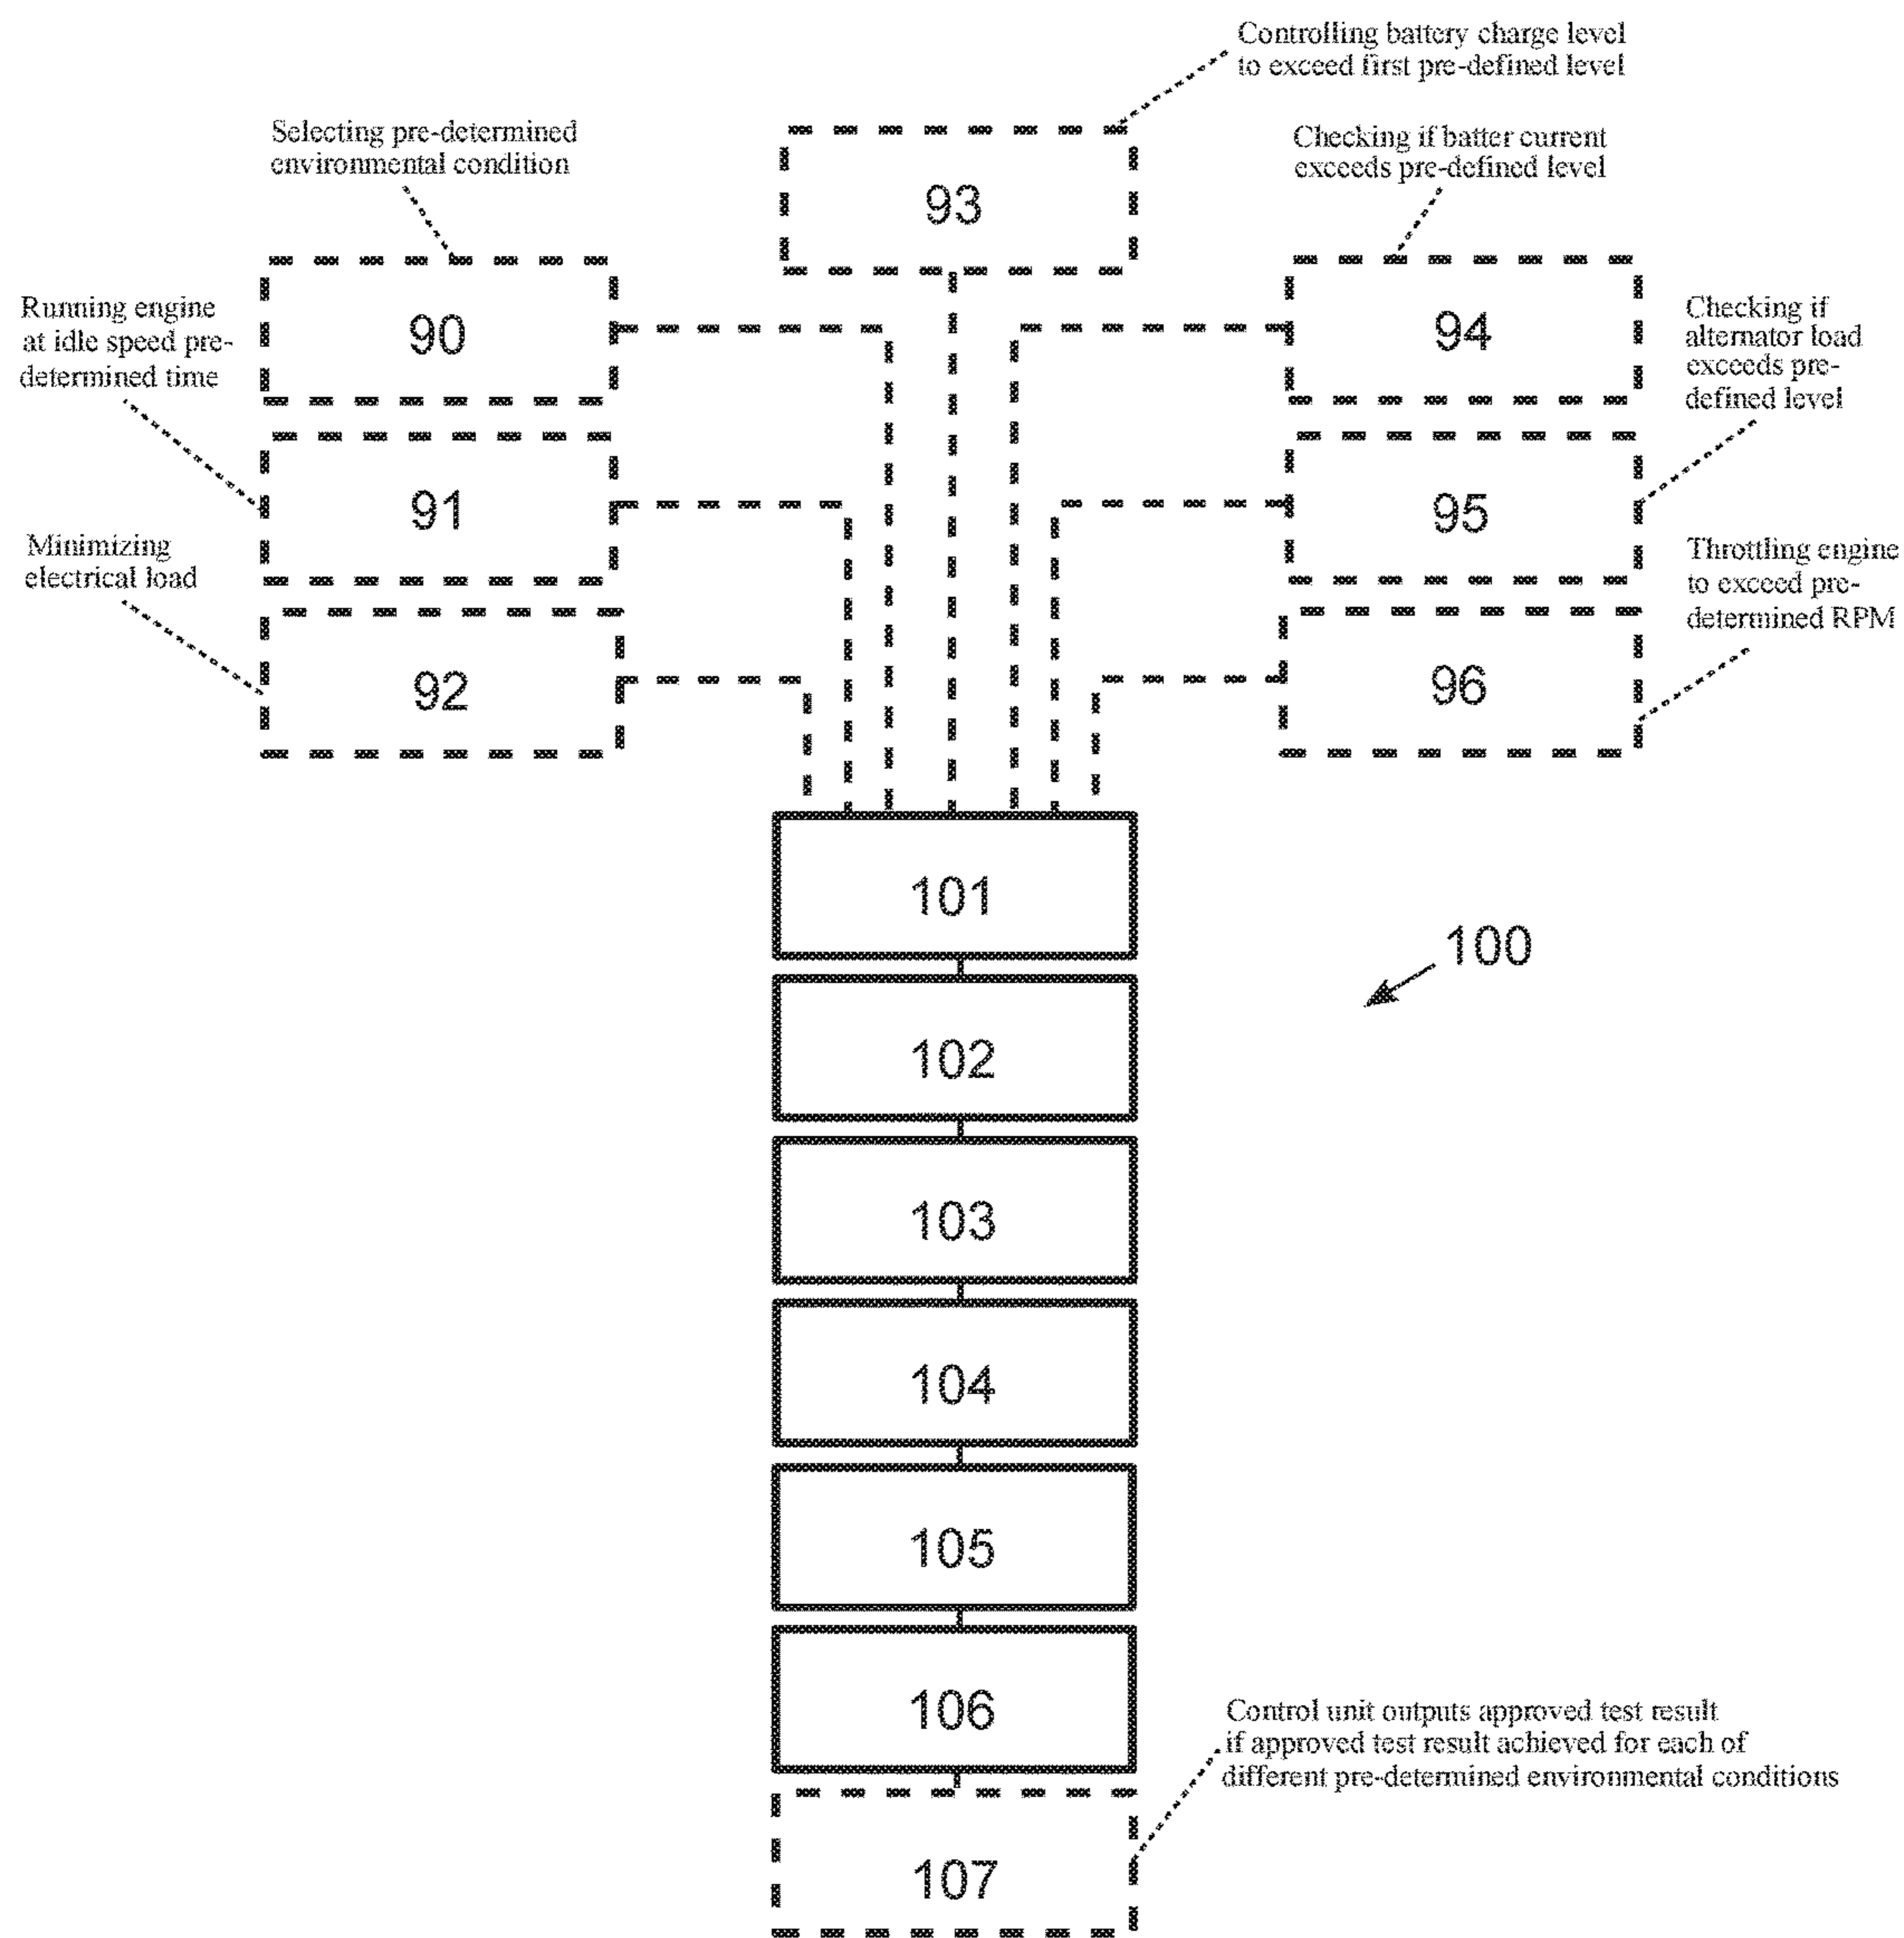 Controlling battery charge level
to exceed first pre-defined level
Selecting pre-determined
environmental condition
Checking if batter current
exceeds pre-defined level
93
Running engine
at idle speed pre-
determined time
90
94
Checking if
alternator load
exceeds pre-
defined level
91
95
Minimizing
electrical load
Throttling engine
to exceed pre-
determined RPM
92
96
101
100
102
103
104
105
106
Control unit outputs approved test result
if approved test result achieved for each of
different pre-determined environmental conditions
107